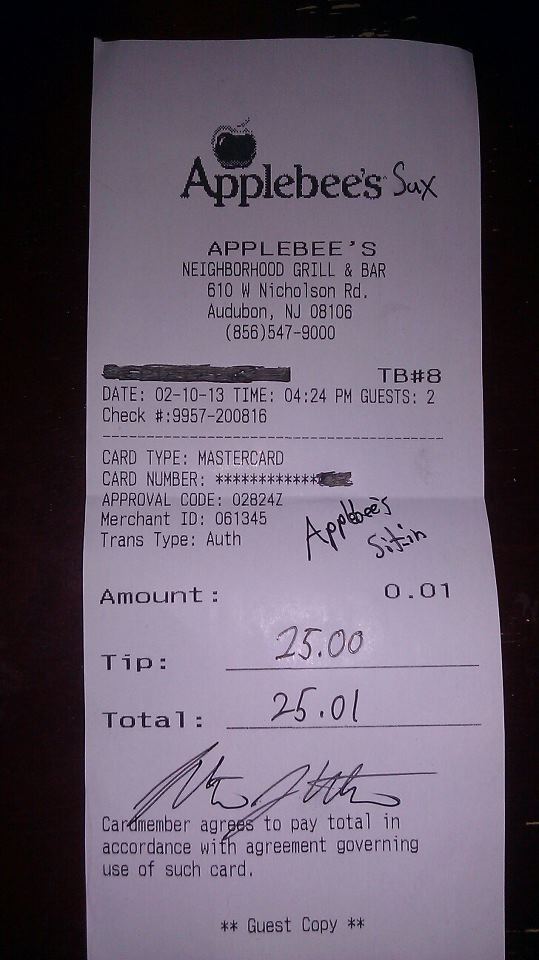 Applebee's Sux
APPLEBEE'S
NEIGHBORHOOD GRILL & BAR
610 W Nicholson Rd.
Audubon, NJ 08106
(856)547-9000
TB#8
DATE: 02-10-13 TIME: 04:24 PM GUESTS: 2
Check #:9957-200816
CARD TYPE: MASTERCARD
CARD NUMBER: ************
APPROVAL CODE: 02824Z
Merchant ID: 061345
Trans Type: Auth
Applebee's
Sit-in
Amount: 0.01
Tip: 25.00
Total: 25.01
Cardmember agrees to pay total in
accordance with agreement governing
use of such card.
** Guest Copy **